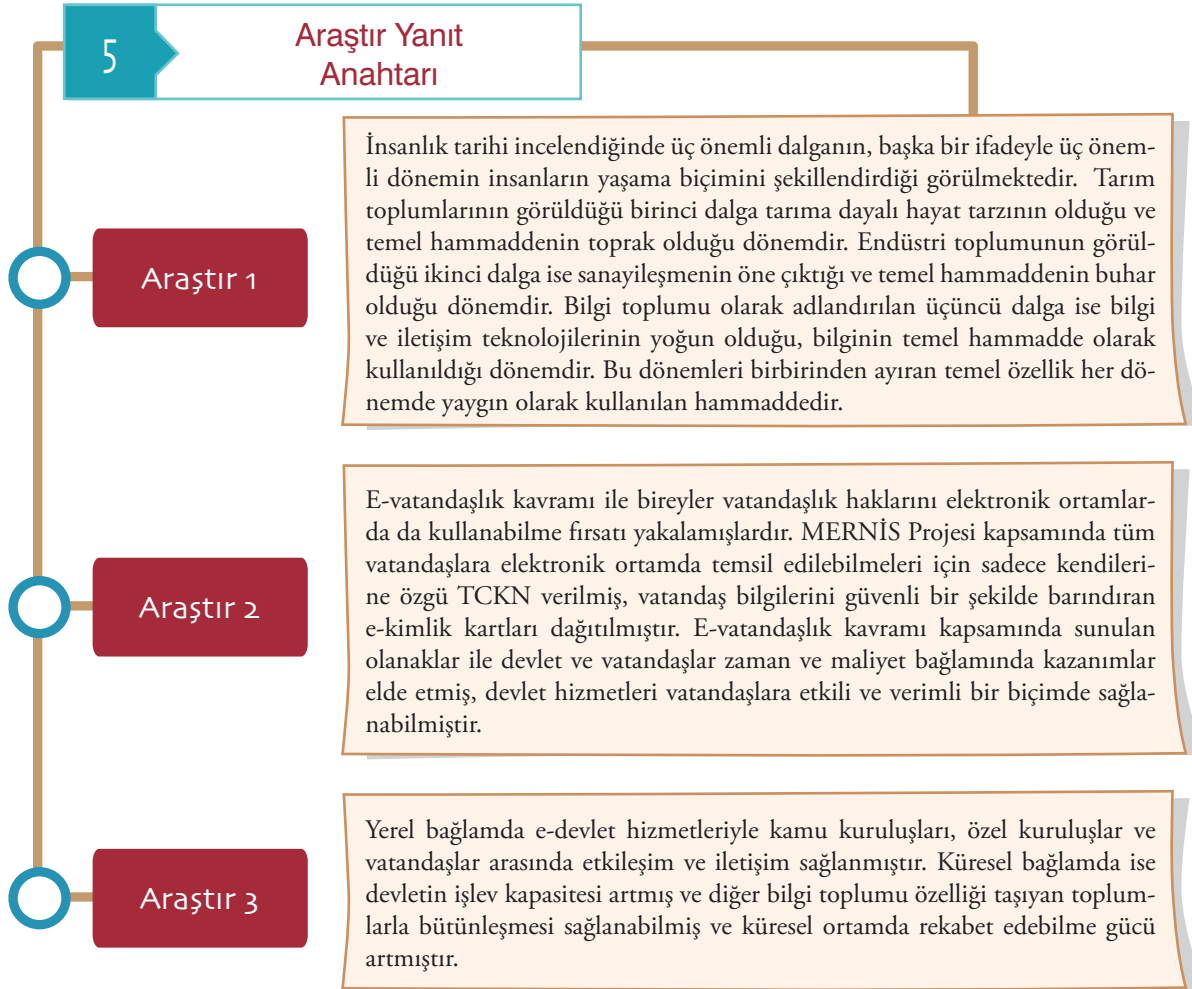 5
Araştır Yanıt
Anahtarı
Araştır 1
İnsanlık tarihi incelendiğinde üç önemli dalganın, başka bir ifadeyle üç önem-
li dönemin insanların yaşama biçimini şekillendirdiği görülmektedir. Tarım
toplumlarının görüldüğü birinci dalga tarıma dayalı hayat tarzının olduğu ve
temel hammaddenin toprak olduğu dönemdir. Endüstri toplumunun görül-
düğü ikinci dalga ise sanayileşmenin öne çıktığı ve temel hammaddenin buhar
olduğu dönemdir. Bilgi toplumu olarak adlandırılan üçüncü dalga ise bilgi
ve iletişim teknolojilerinin yoğun olduğu, bilginin temel hammadde olarak
kullanıldığı dönemdir. Bu dönemleri birbirinden ayıran temel özellik her dö-
nemde yaygın olarak kullanılan hammaddedir.
Araştır 2
E-vatandaşlık kavramı ile bireyler vatandaşlık haklarını elektronik ortamlar-
da da kullanabilme fırsatı yakalamışlardır. MERNİS Projesi kapsamında tüm
vatandaşlara elektronik ortamda temsil edilebilmeleri için sadece kendileri-
ne özgü TCKN verilmiş, vatandaş bilgilerini güvenli bir şekilde barındıran
e-kimlik kartları dağıtılmıştır. E-vatandaşlık kavramı kapsamında sunulan
olanaklar ile devlet ve vatandaşlar zaman ve maliyet bağlamında kazanımlar
elde etmiş, devlet hizmetleri vatandaşlara etkili ve verimli bir biçimde sağla-
nabilmiştir.
Araştır 3
Yerel bağlamda e-devlet hizmetleriyle kamu kuruluşları, özel kuruluşlar ve
vatandaşlar arasında etkileşim ve iletişim sağlanmıştır. Küresel bağlamda ise
devletin işlev kapasitesi artmış ve diğer bilgi toplumu özelliği taşıyan toplum-
larla bütünleşmesi sağlanabilmiş ve küresel ortamda rekabet edebilme gücü
artmıştır.